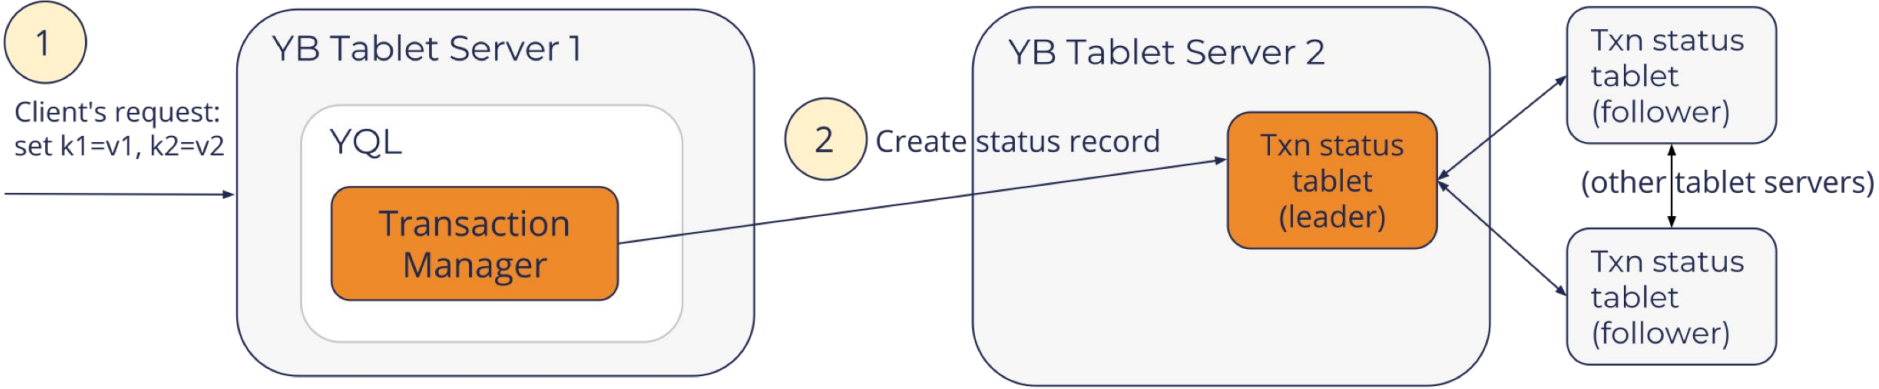 1
Client's request:
set k1=v1, k2=v2
YB Tablet Server 1
YQL
Transaction
Manager
2
Create status record
YB Tablet Server 2
Txn status
tablet
(leader)
Txn status
tablet
(follower)
(other tablet servers)
Txn status
tablet
(follower)